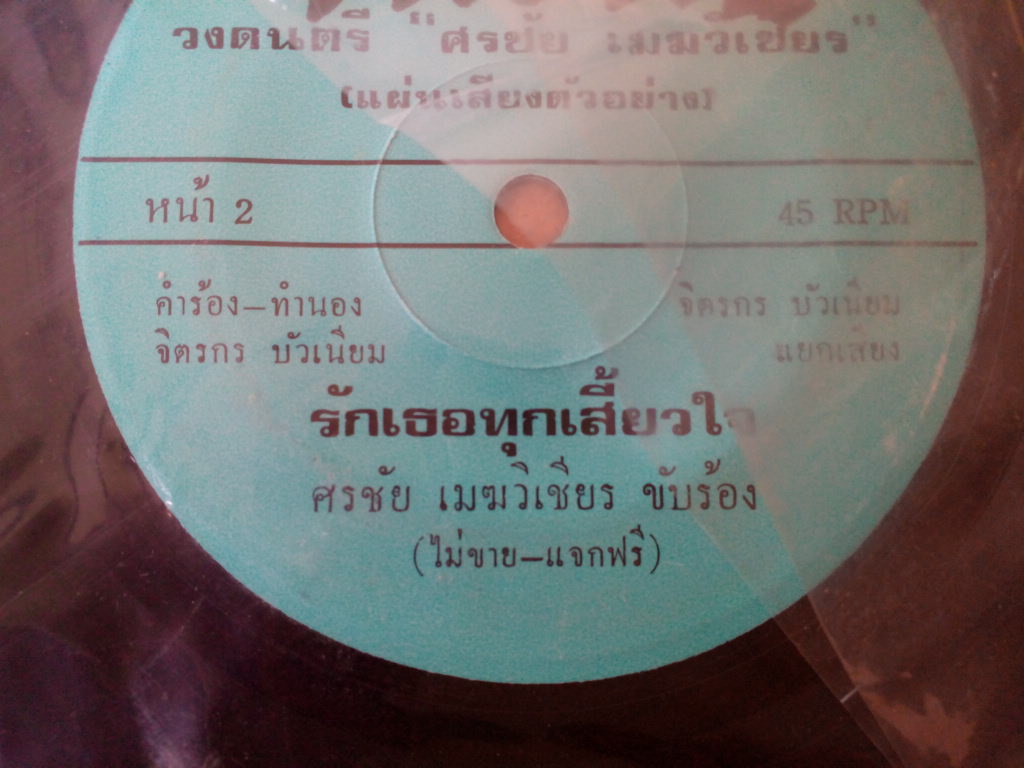 วงดนตรี "ศรชัย เมฆวิเชียร"
(แผ่นเสียงตัวอย่าง)
หน้า 2 45 RPM
คำร้อง–ทำนอง จิตรกร บัวเนียม
จิตรกร บัวเนียม แยกเสียง
รักเธอทุกเสี้ยวใจ
ศรชัย เมฆวิเชียร ขับร้อง
(ไม่ขาย–แจกฟรี)